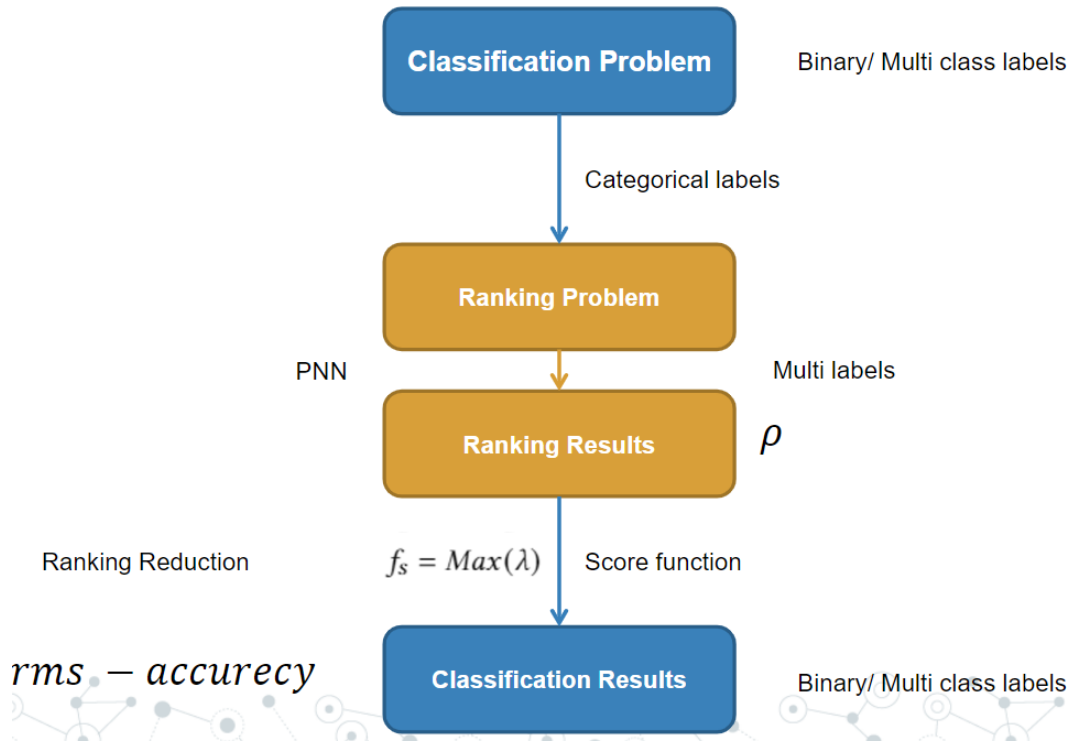 Classification Problem
Binary/ Multi class labels
Categorical labels
Ranking Problem
PNN
Multi labels
Ranking Results
ρ
Ranking Reduction
fₛ = Max(λ)
Score function
rms - accurecy
Classification Results
Binary/ Multi class labels